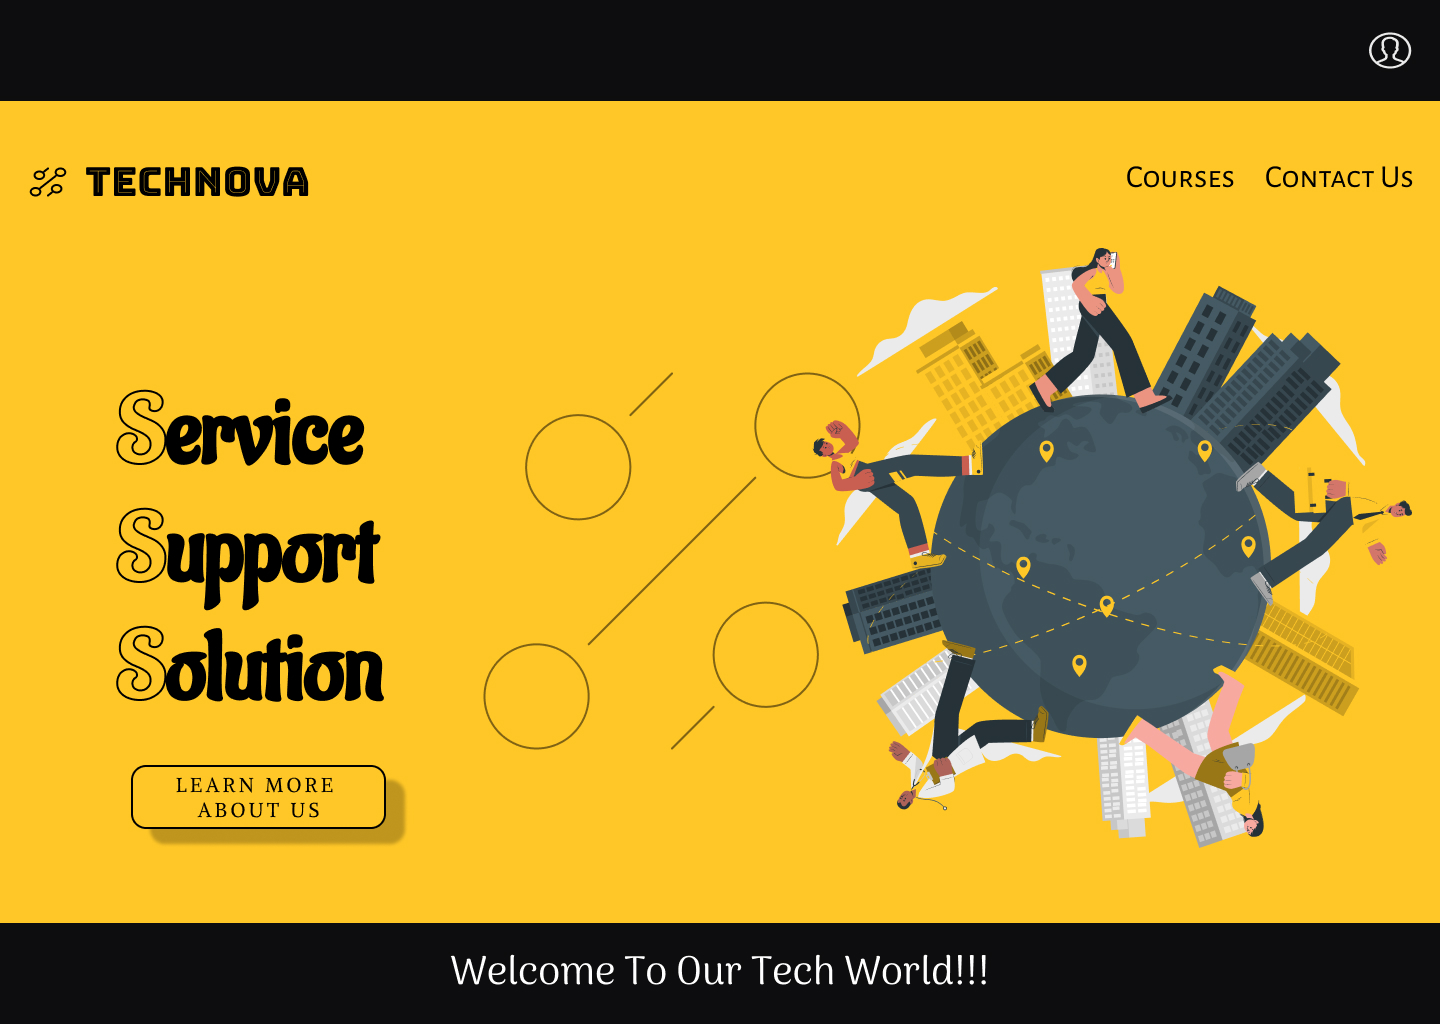 TECHNOVA
Courses Contact Us
Service
Support
Solution
LEARN MORE
ABOUT US
Welcome To Our Tech World!!!